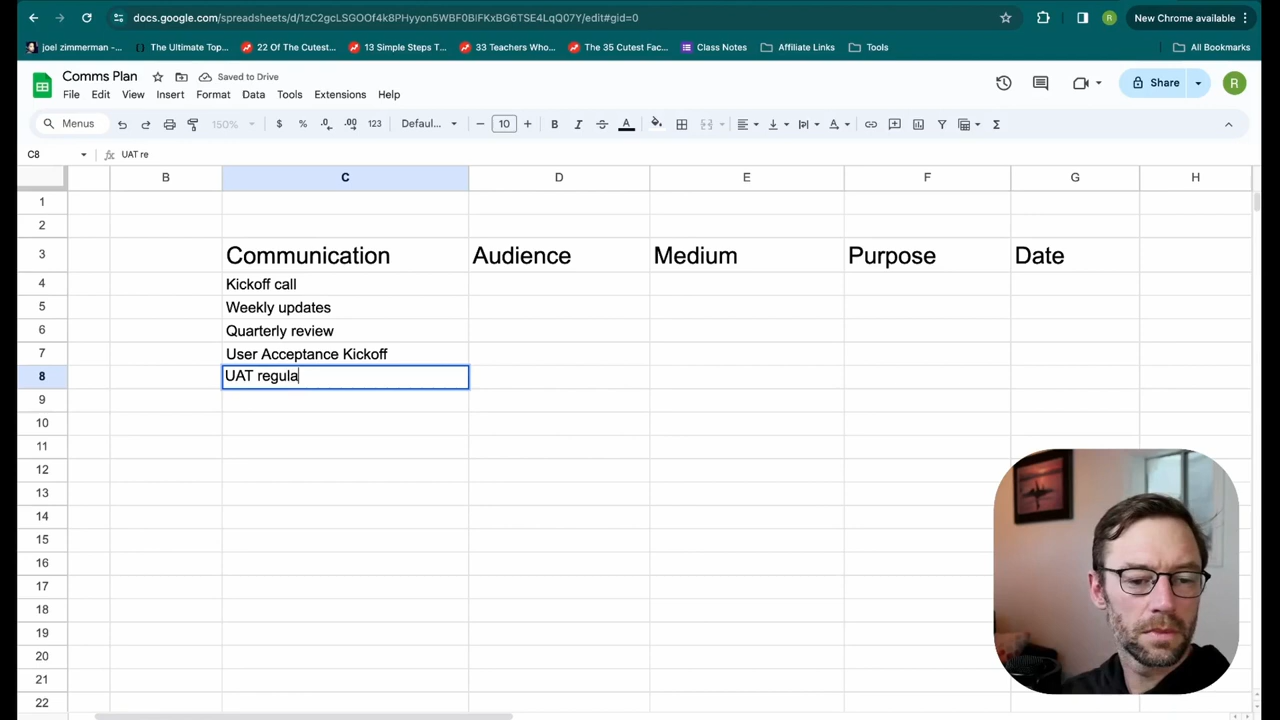 docs.google.com/spreadsheets/d/1zC2gcLSGOOf4k8PHyyon5WBF0BIFKxBG6TSE4LqQ07Y/edit#gid=0
R
New Chrome available
joel zimmerman -...
The Ultimate Top...
22 Of The Cutest...
13 Simple Steps T...
33 Teachers Who...
The 35 Cutest Fac...
Class Notes
Affiliate Links
Tools
All Bookmarks
Comms Plan
Saved to Drive
File Edit View Insert Format Data Tools Extensions Help
Share
R
Menus
150%
$ % .0 .00 123
Defaul...
10
B I S A
C8
fx UAT re
B C D E F G H
1
2
3 Communication Audience Medium Purpose Date
4 Kickoff call
5 Weekly updates
6 Quarterly review
7 User Acceptance Kickoff
8 UAT regula
9
10
11
12
13
14
15
16
17
18
19
20
21
22